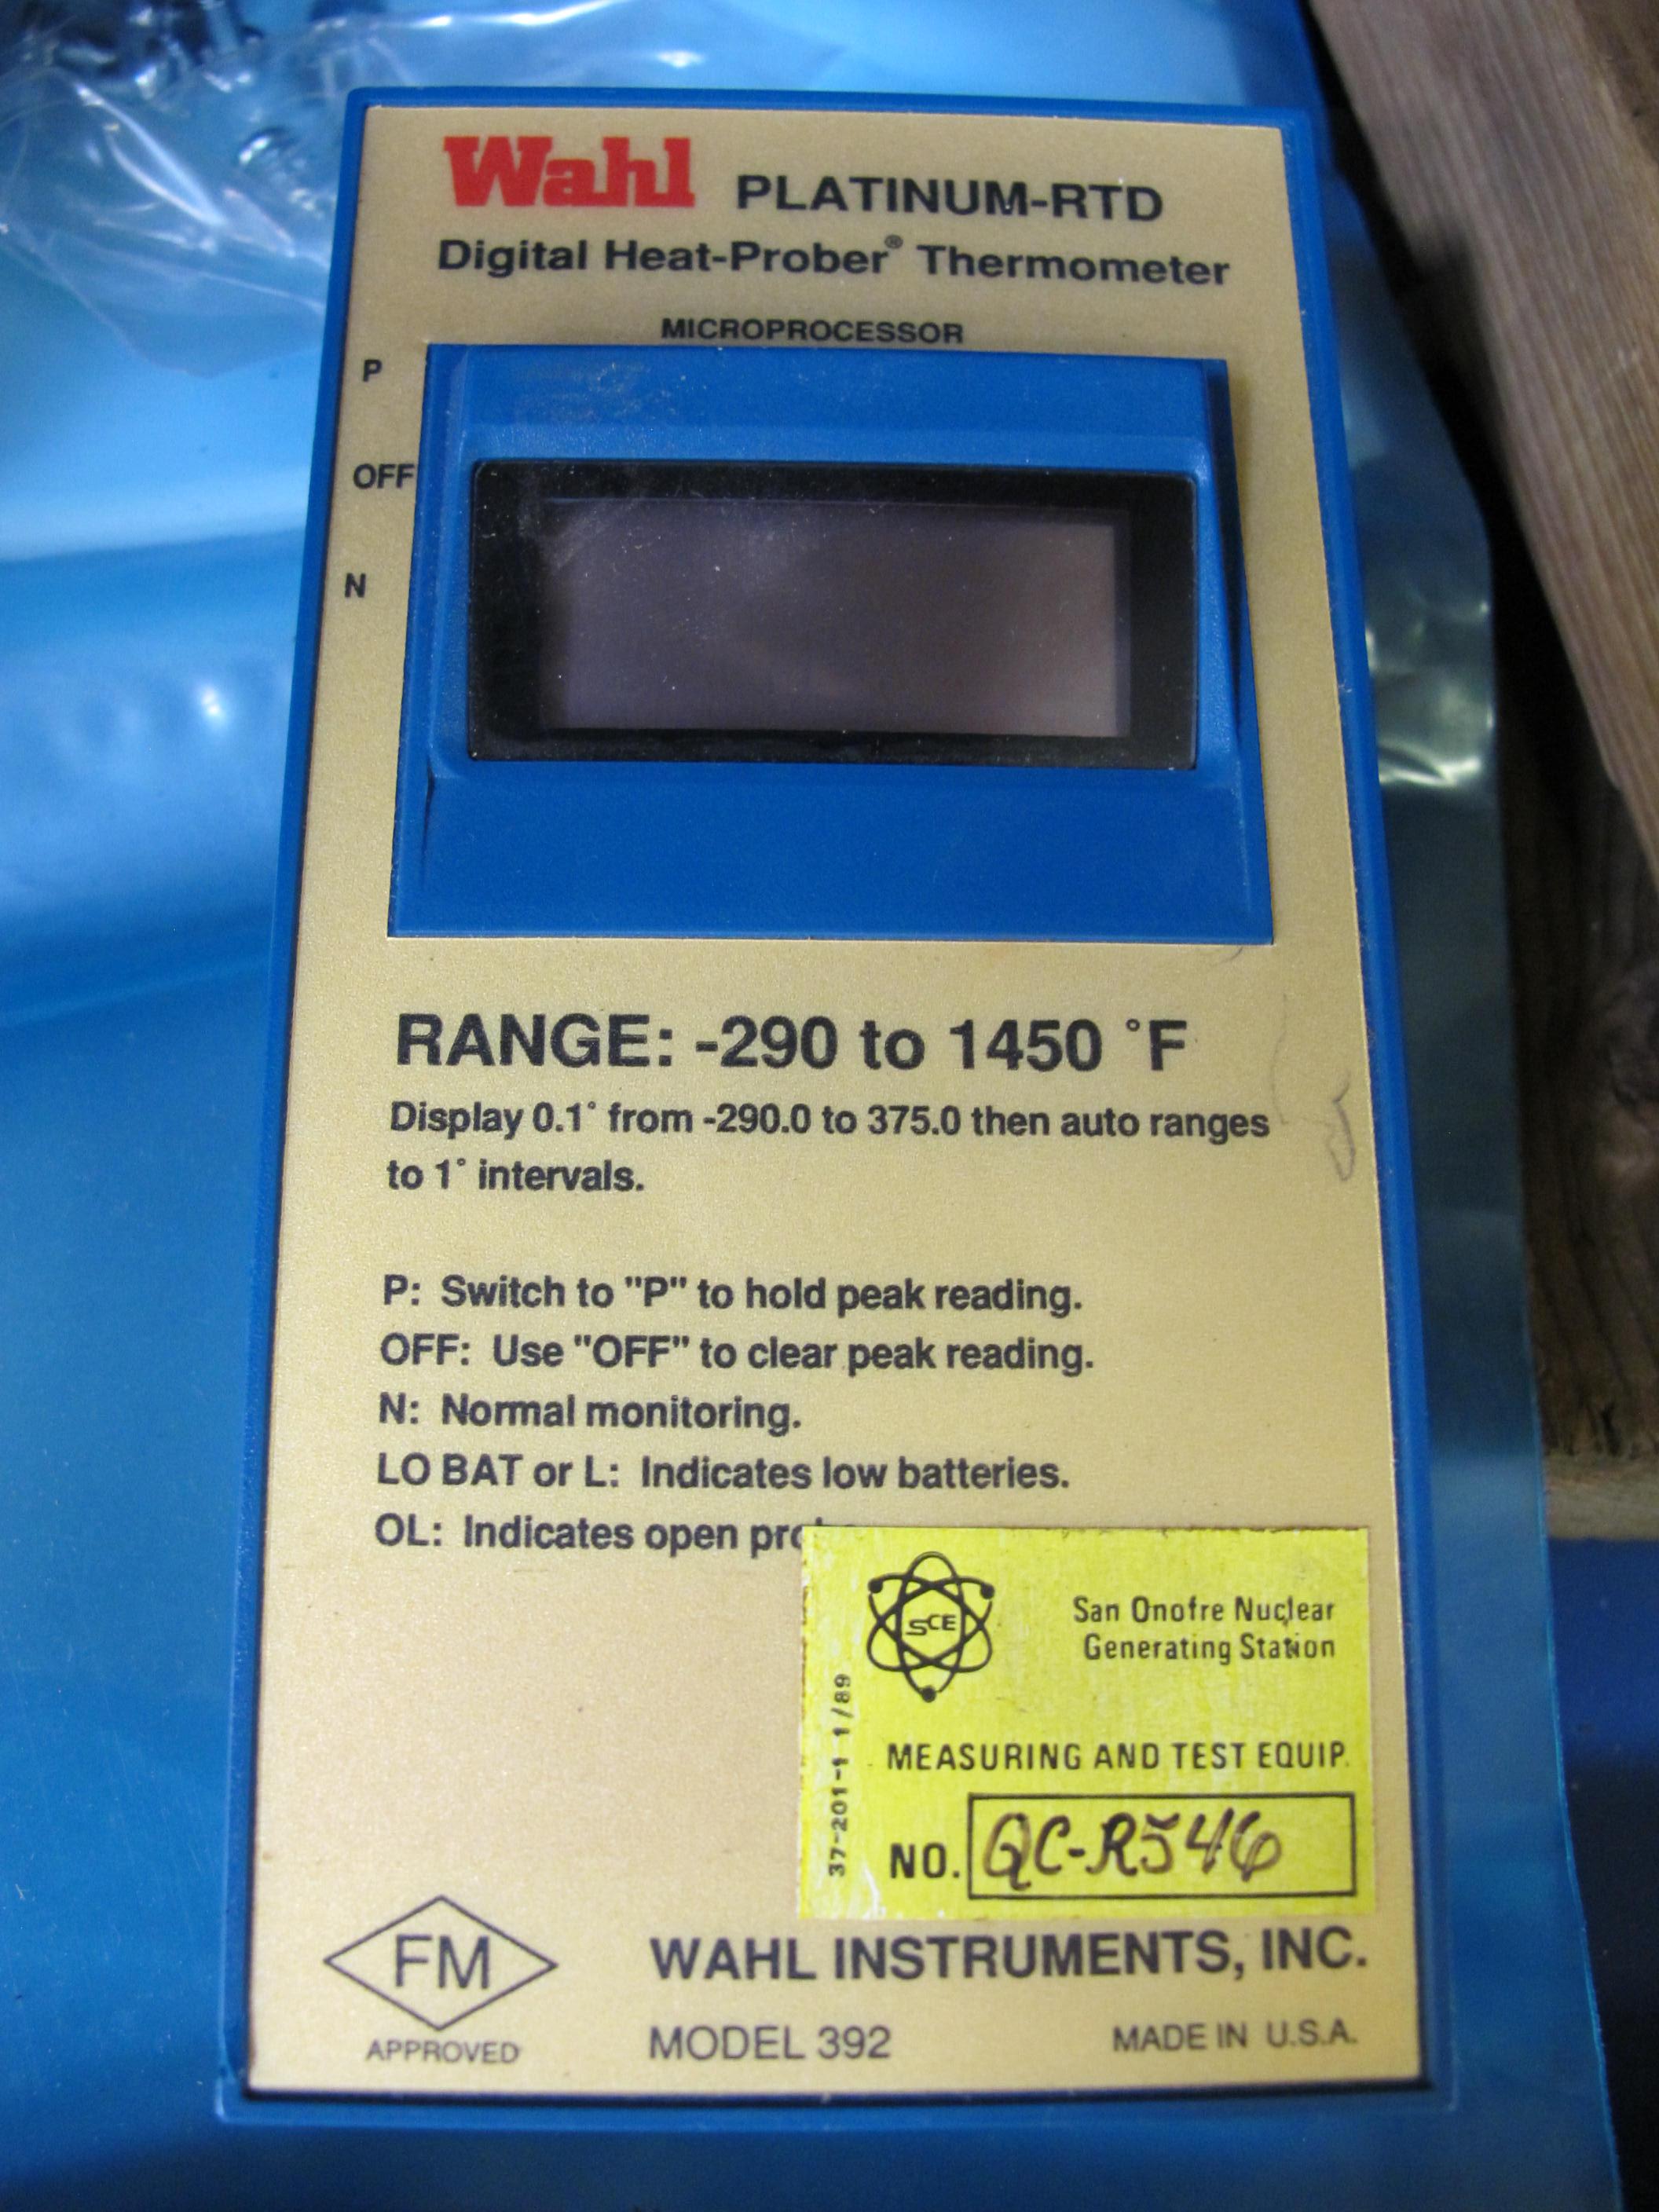 Wahl PLATINUM-RTD
Digital Heat-Prober® Thermometer
MICROPROCESSOR
P
OFF
N
RANGE: -290 to 1450 °F
Display 0.1° from -290.0 to 375.0 then auto ranges
to 1° intervals.
P: Switch to "P" to hold peak reading.
OFF: Use "OFF" to clear peak reading.
N: Normal monitoring.
LO BAT or L: Indicates low batteries.
OL: Indicates open
SCE
San Onofre Nuclear
Generating Station
37-201-1 1/89
MEASURING AND TEST EQUIP.
NO. QC-R546
FM
APPROVED
WAHL INSTRUMENTS, INC.
MODEL 392
MADE IN U.S.A.